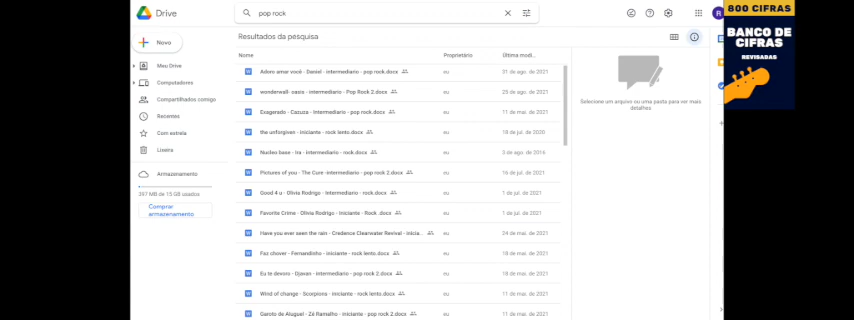 Drive
pop rock
R
800 CIFRAS
BANCO DE
CIFRAS
REVISADAS
Novo
Meu Drive
Computadores
Compartilhados comigo
Recentes
Com estrela
Lixeira
Armazenamento
397 MB de 15 GB usados
Comprar
armazenamento
Resultados da pesquisa
Nome Proprietário Última modi...
Adoro amar você - Daniel - intermediario - pop rock.docx eu 31 de ago. de 2021
wonderwall- oasis - intermediario - Pop Rock 2.docx eu 25 de ago. de 2021
Exagerado - Cazuza - Intermediario - pop rock.docx eu 11 de mai. de 2021
the unforgiven - iniciante - rock lento.docx eu 18 de jul. de 2020
Nucleo base - Ira - intermediario - rock.docx eu 3 de ago. de 2016
Pictures of you - The Cure -intermediario - pop rock 2.docx eu 16 de jul. de 2021
Good 4 u - Olivia Rodrigo - Intermediario - rock.docx eu 1 de jul. de 2021
Favorite Crime - Olivia Rodrigo - Iniciante - Rock .docx eu 1 de jul. de 2021
Have you ever seen the rain - Credence Clearwater Revival - inicia... eu 24 de mai. de 2021
Faz chover - Fernandinho - iniciante - rock lento.docx eu 18 de mai. de 2021
Eu te devoro - Djavan - intermediario - pop rock 2.docx eu 18 de mai. de 2021
Wind of change - Scorpions - iniciante - rock lento.docx eu 11 de mai. de 2021
Garoto de Aluguel - Zé Ramalho - intermediario - pop rock 2.docx eu 11 de mai. de 2021
Selecione um arquivo ou uma pasta para ver mais
detalhes